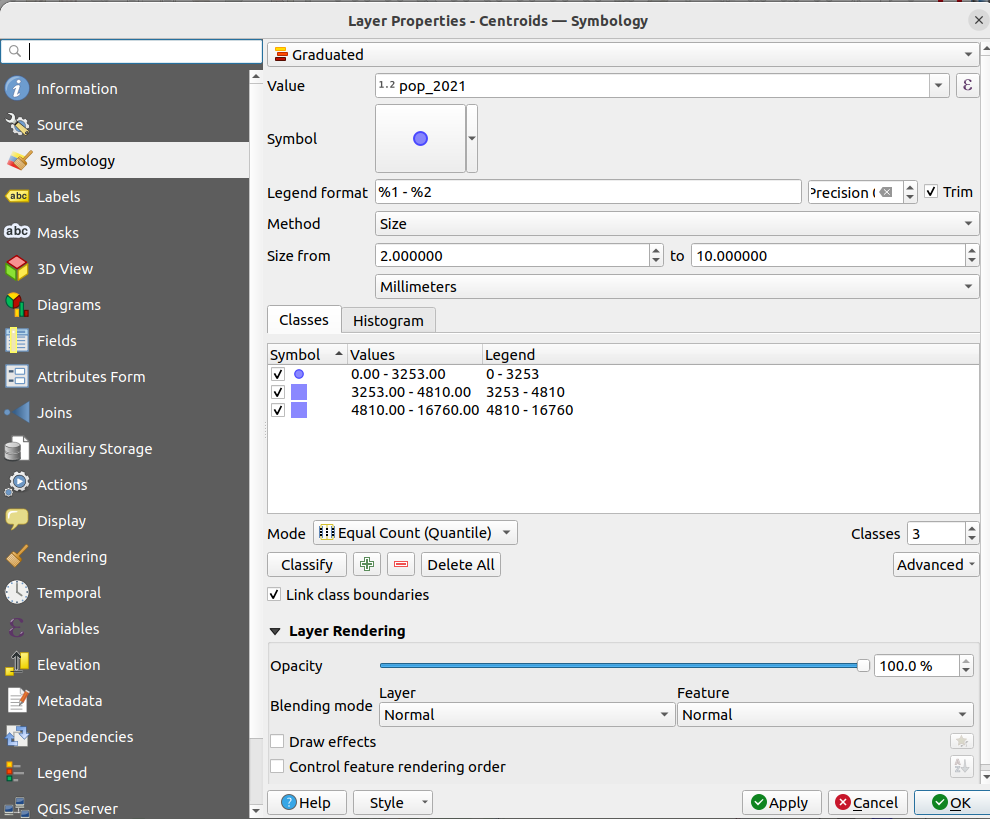 Layer Properties - Centroids — Symbology
Information
Source
Symbology
abc Labels
abc Masks
3D View
Diagrams
Fields
Attributes Form
Joins
Auxiliary Storage
Actions
Display
Rendering
Temporal
Variables
Elevation
Metadata
Dependencies
Legend
QGIS Server
Graduated
Value 1.2 pop_2021 ε
Symbol
Legend format %1 - %2 Precision Trim
Method Size
Size from 2.000000 to 10.000000
Millimeters
Classes Histogram
Symbol Values Legend
0.00 - 3253.00 0 - 3253
3253.00 - 4810.00 3253 - 4810
4810.00 - 16760.00 4810 - 16760
Mode Equal Count (Quantile) Classes 3
Classify Delete All Advanced
Link class boundaries
Layer Rendering
Opacity 100.0 %
Layer Feature
Blending mode Normal Normal
Draw effects
Control feature rendering order
Help Style Apply Cancel OK